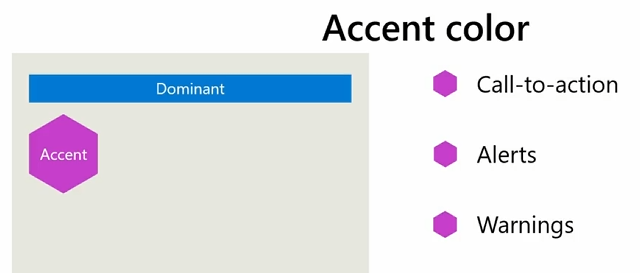 Accent color
Dominant
Accent
Call-to-action
Alerts
Warnings